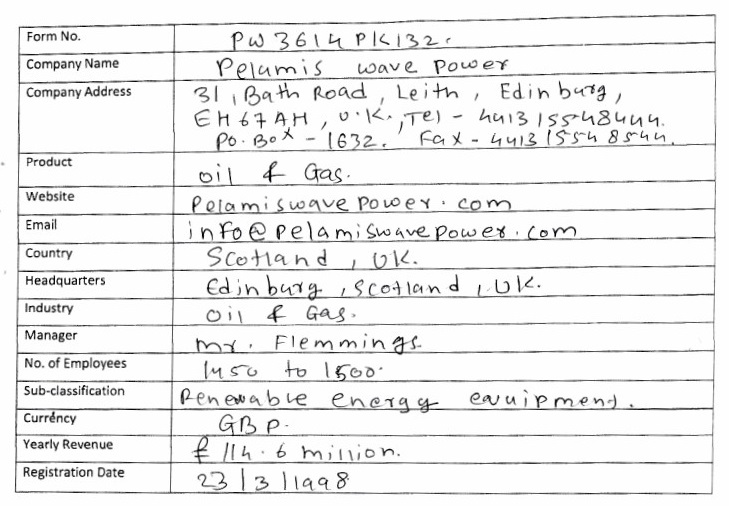 Form No. PW3614PK132.
Company Name Pelamis wave power
Company Address 31, Bath Road, Leith, Edinburg,
EH67AH, U.K., Tel - 441315548444.
Po. Box - 1632. Fax - 441315548544.
Product oil & Gas.
Website Pelamiswavepower.com
Email info@pelamiswavepower.com
Country Scotland, UK.
Headquarters Edinburg, Scotland, U.K.
Industry oil & Gas.
Manager mr. Flemmings.
No. of Employees 1450 to 1500.
Sub-classification Renewable energy equipment.
Currency GBP.
Yearly Revenue £ 114.6 million.
Registration Date 23/3/1998